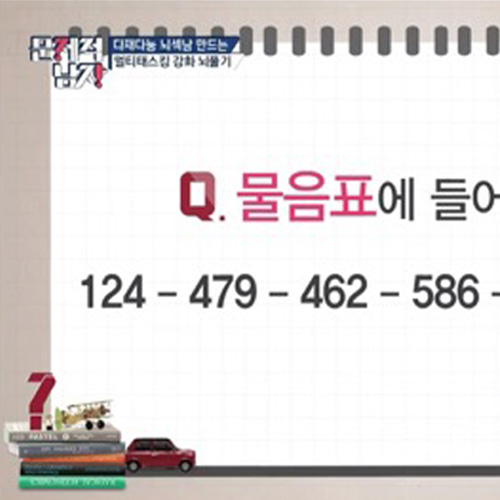 문제적
남자
다재다능 뇌섹남 만드는
멀티태스킹 강화 뇌풀기
Q. 물음표에 들어
124 – 479 – 462 – 586 –
?
PASTEL